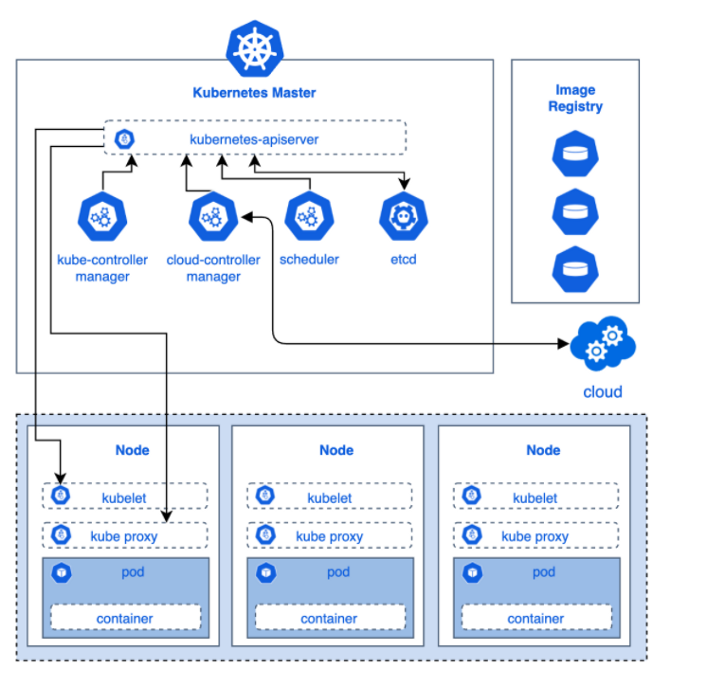 Kubernetes Master
kubernetes-apiserver
kube-controller
manager
cloud-controller
manager
scheduler
etcd
Image
Registry
cloud
Node
kubelet
kube proxy
pod
container
Node
kubelet
kube proxy
pod
container
Node
kubelet
kube proxy
pod
container